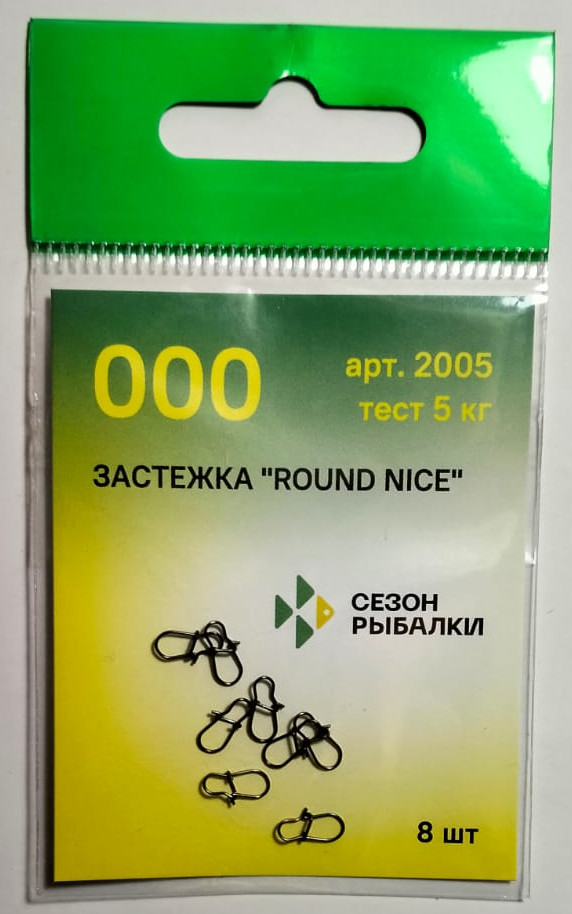 000
арт. 2005
тест 5 кг
ЗАСТЕЖКА "ROUND NICE"
СЕЗОН
РЫБАЛКИ
8 шт